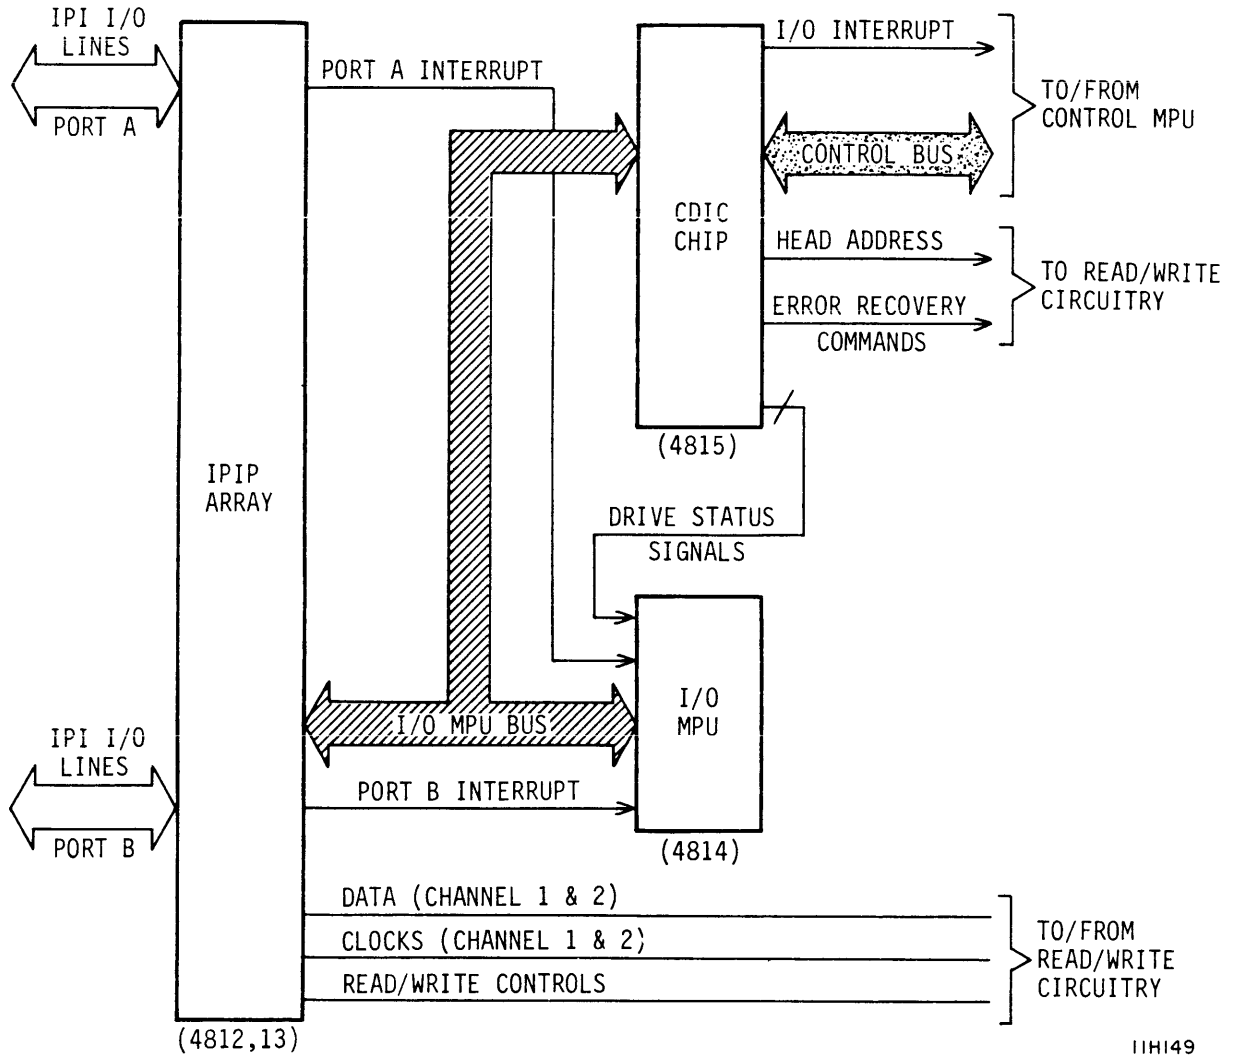 IPI I/O
LINES
PORT A
PORT A INTERRUPT
I/O INTERRUPT
TO/FROM
CONTROL MPU
CONTROL BUS
CDIC
CHIP
HEAD ADDRESS
TO READ/WRITE
CIRCUITRY
ERROR RECOVERY
COMMANDS
(4815)
IPIP
ARRAY
DRIVE STATUS
SIGNALS
I/O
MPU
I/O MPU BUS
IPI I/O
LINES
PORT B
PORT B INTERRUPT
(4814)
DATA (CHANNEL 1 & 2)
CLOCKS (CHANNEL 1 & 2)
READ/WRITE CONTROLS
TO/FROM
READ/WRITE
CIRCUITRY
(4812,13)
11H149